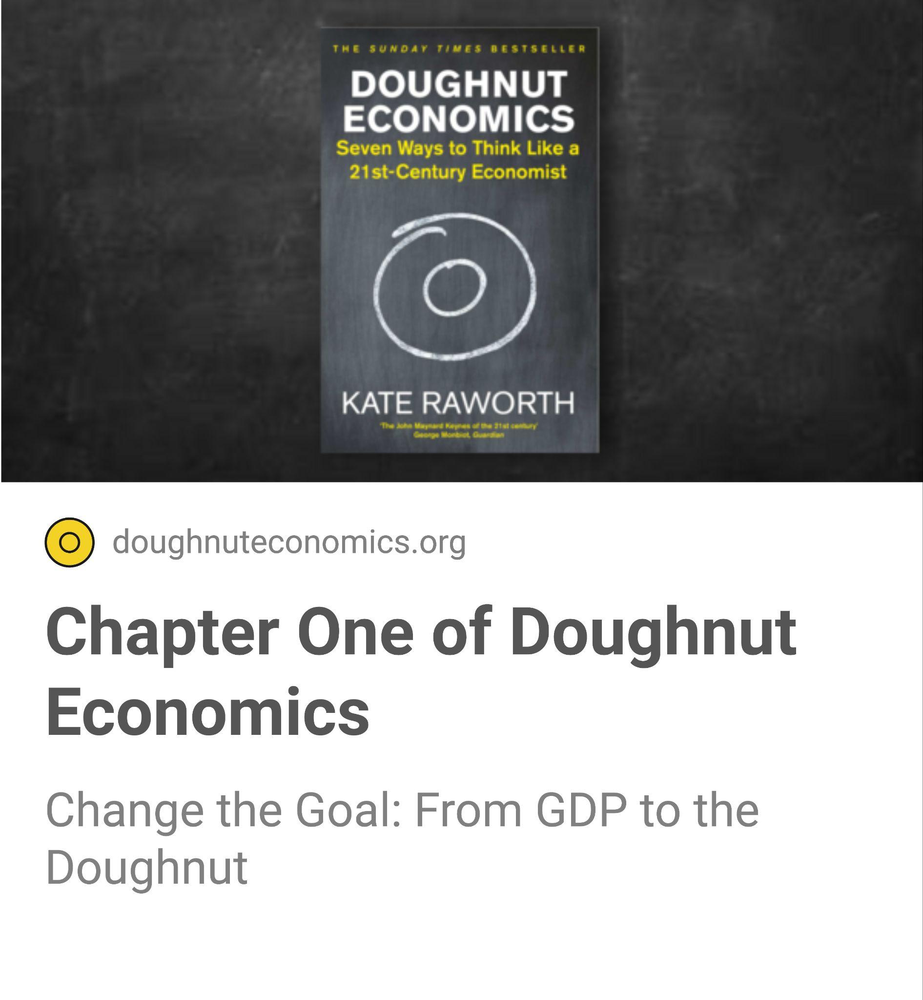 THE SUNDAY TIMES BESTSELLER
DOUGHNUT
ECONOMICS
Seven Ways to Think Like a
21st-Century Economist
KATE RAWORTH
'The John Maynard Keynes of the 21st century'
George Monbiot, Guardian
doughnuteconomics.org
Chapter One of Doughnut
Economics
Change the Goal: From GDP to the
Doughnut